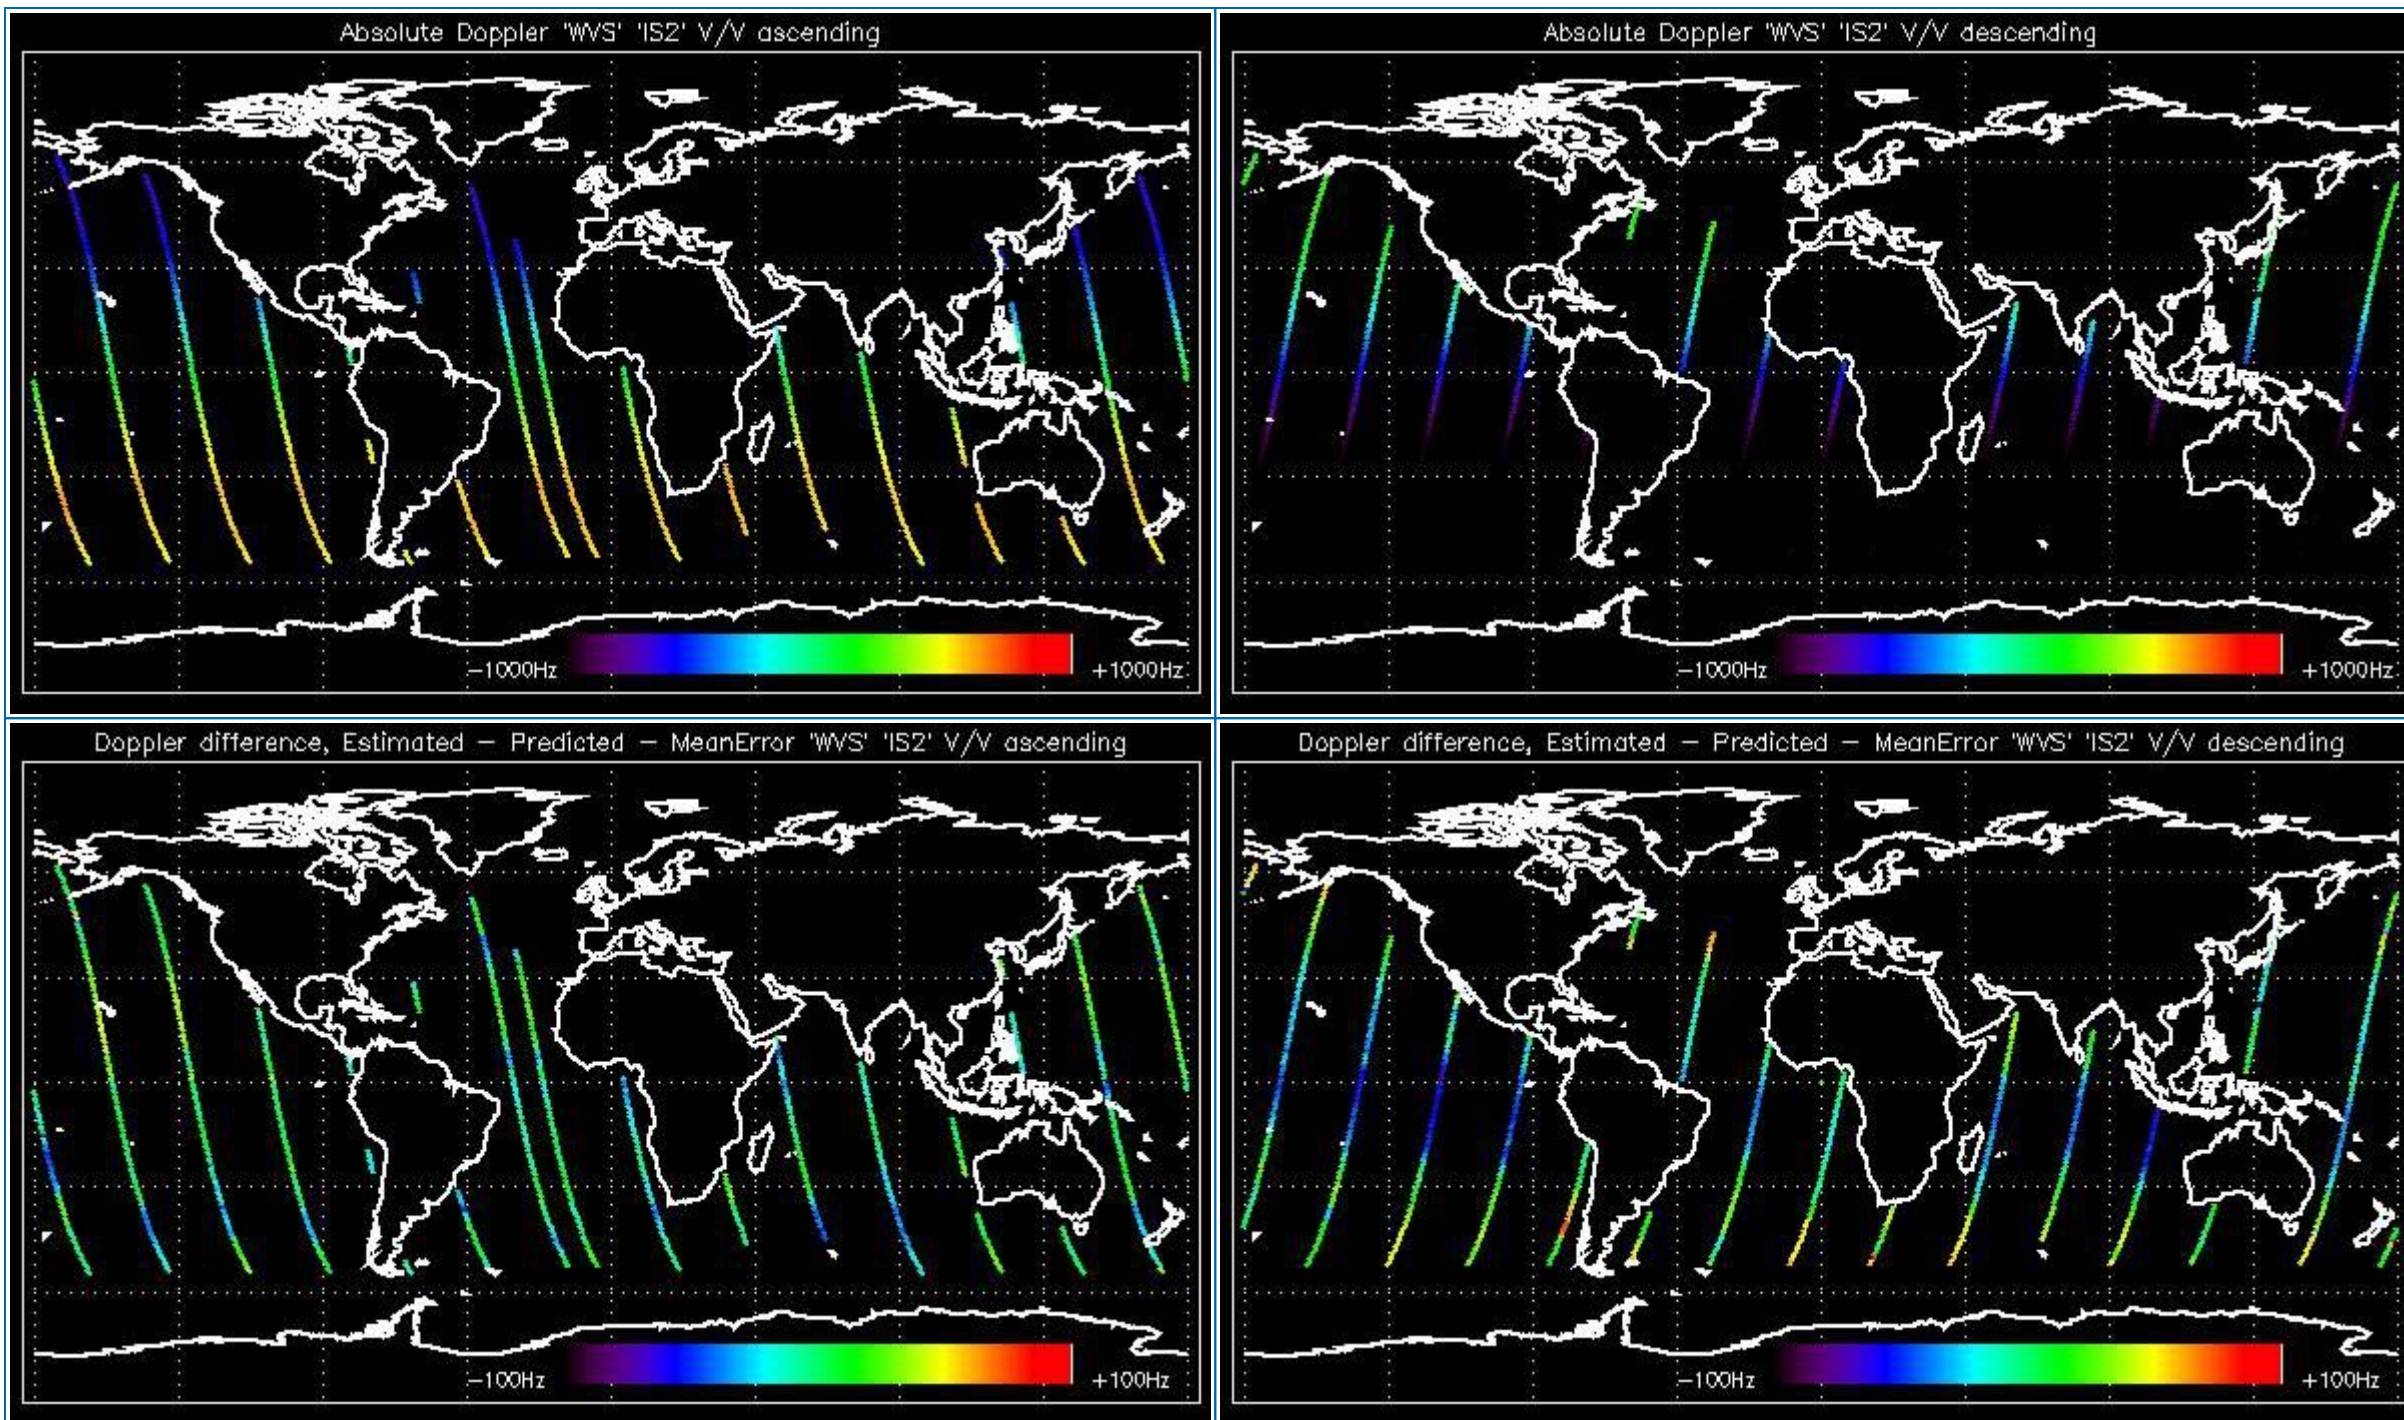 Absolute Doppler 'WVS' 'IS2' V/V ascending
-1000Hz
+1000Hz
Absolute Doppler 'WVS' 'IS2' V/V descending
-1000Hz
+1000Hz
Doppler difference, Estimated - Predicted - MeanError 'WVS' 'IS2' V/V ascending
-100Hz
+100Hz
Doppler difference, Estimated - Predicted - MeanError 'WVS' 'IS2' V/V descending
-100Hz
+100Hz